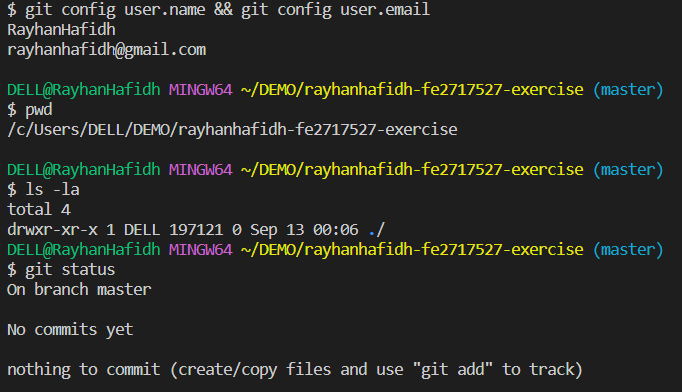 $ git config user.name && git config user.email
RayhanHafidh
rayhanhafidh@gmail.com
DELL@RayhanHafidh MINGW64 ~/DEMO/rayhanhafidh-fe2717527-exercise (master)
$ pwd
/c/Users/DELL/DEMO/rayhanhafidh-fe2717527-exercise
DELL@RayhanHafidh MINGW64 ~/DEMO/rayhanhafidh-fe2717527-exercise (master)
$ ls -la
total 4
drwxr-xr-x 1 DELL 197121 0 Sep 13 00:06 ./
DELL@RayhanHafidh MINGW64 ~/DEMO/rayhanhafidh-fe2717527-exercise (master)
$ git status
On branch master
No commits yet
nothing to commit (create/copy files and use "git add" to track)